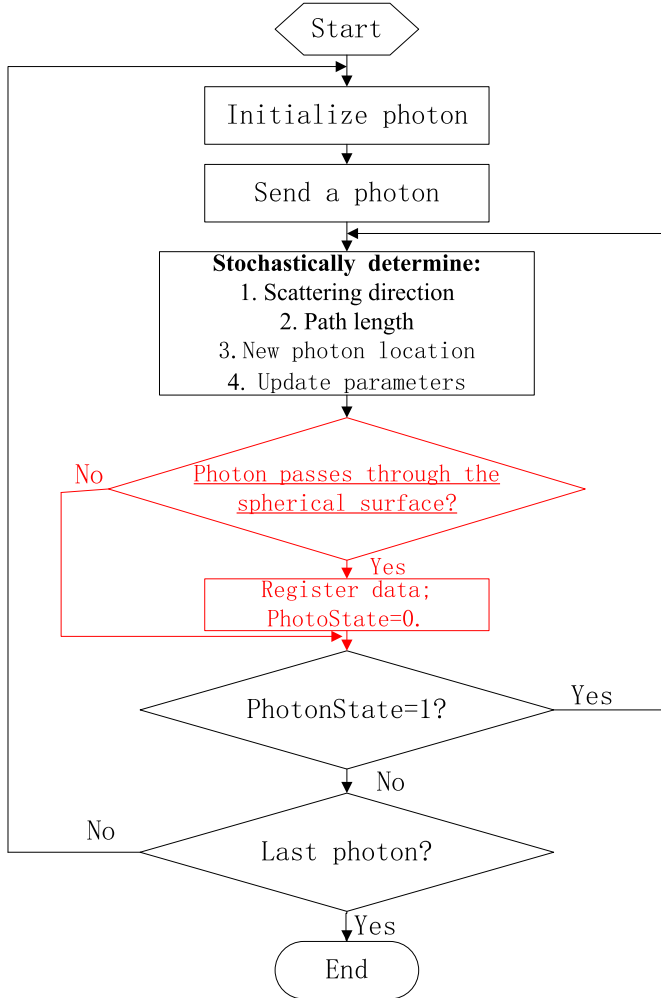 Start
Initialize photon
Send a photon
Stochastically determine:
1. Scattering direction
2. Path length
3. New photon location
4. Update parameters
No
Photon passes through the
spherical surface?
Yes
Register data;
PhotoState=0.
PhotonState=1?
Yes
No
No
Last photon?
Yes
End